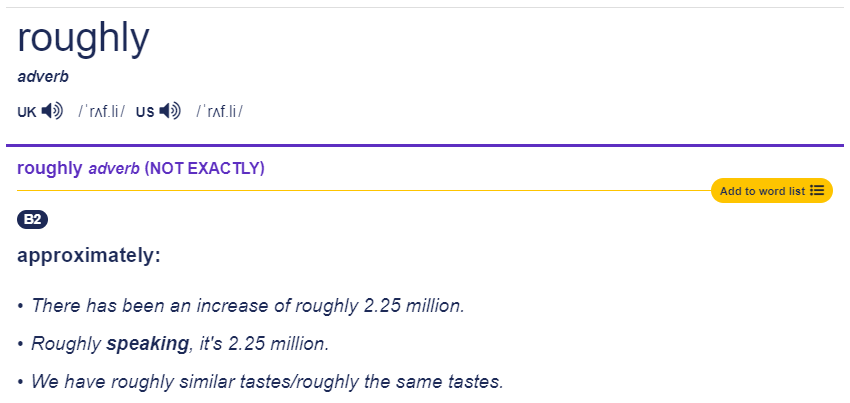 roughly
adverb
UK /ˈrʌf.li/ US /ˈrʌf.li/
roughly adverb (NOT EXACTLY)
Add to word list
B2
approximately:
• There has been an increase of roughly 2.25 million.
• Roughly speaking, it's 2.25 million.
• We have roughly similar tastes/roughly the same tastes.